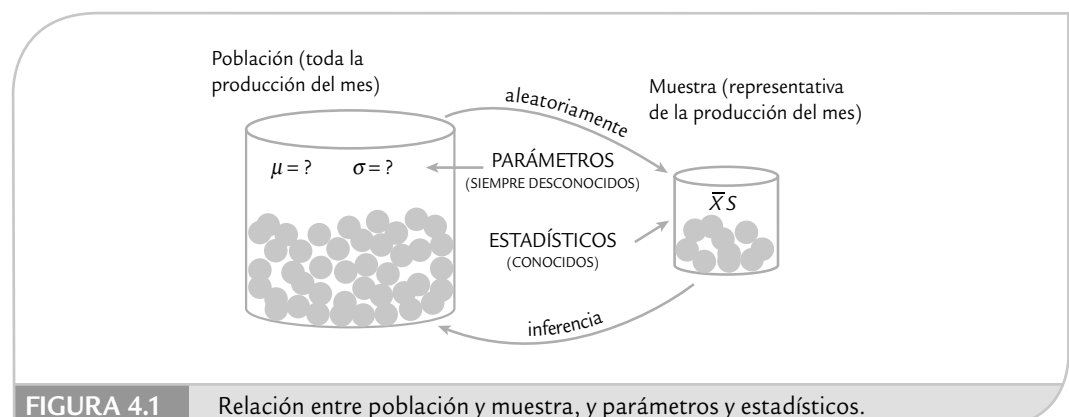 Población (toda la
producción del mes)
aleatoriamente
Muestra (representativa
de la producción del mes)
μ = ? σ = ?
PARÁMETROS
(SIEMPRE DESCONOCIDOS)
X̅ S
ESTADÍSTICOS
(CONOCIDOS)
inferencia
FIGURA 4.1 Relación entre población y muestra, y parámetros y estadísticos.